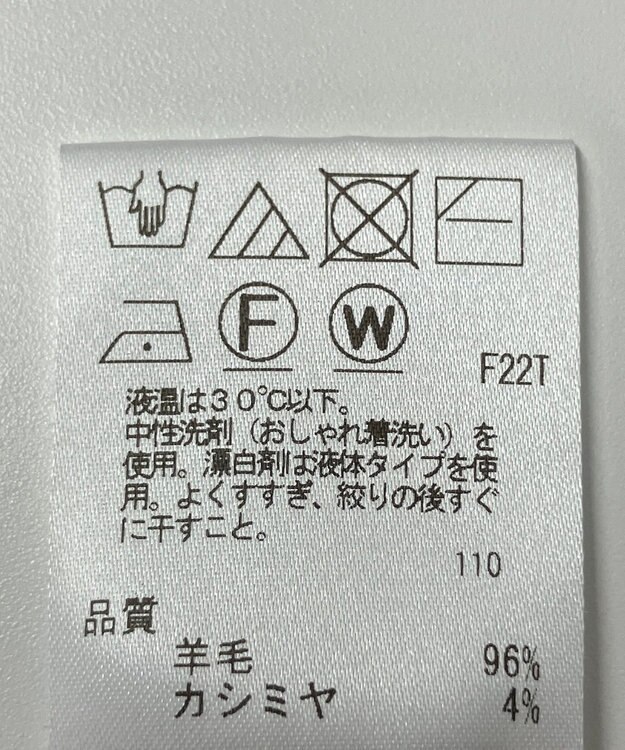 F
W
F22T
液温は30℃以下。
中性洗剤（おしゃれ着洗い）を
使用。漂白剤は液体タイプを使
用。よくすすぎ、絞りの後すぐ
に干すこと。
110
品質
羊毛 96%
カシミヤ 4%